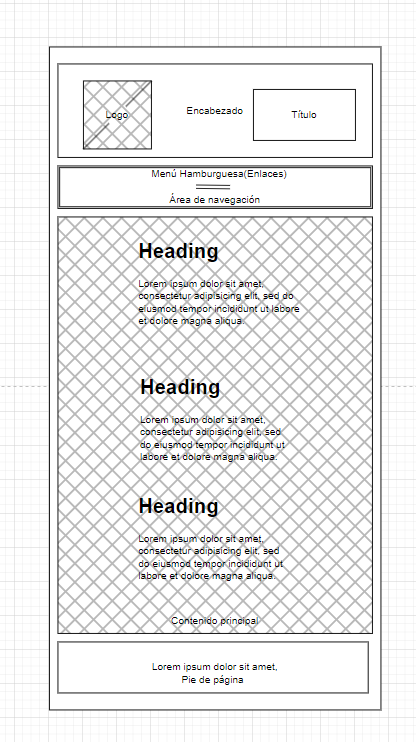 Logo
Encabezado
Título
Menú Hamburguesa(Enlaces)
Área de navegación
Heading
Lorem ipsum dolor sit amet,
consectetur adipisicing elit, sed do
eiusmod tempor incididunt ut labore
et dolore magna aliqua.
Heading
Lorem ipsum dolor sit amet,
consectetur adipisicing elit, sed
do eiusmod tempor incididunt ut
labore et dolore magna aliqua.
Heading
Lorem ipsum dolor sit amet,
consectetur adipisicing elit, sed
do eiusmod tempor incididunt ut
labore et dolore magna aliqua.
Contenido principal
Lorem ipsum dolor sit amet,
Pie de página